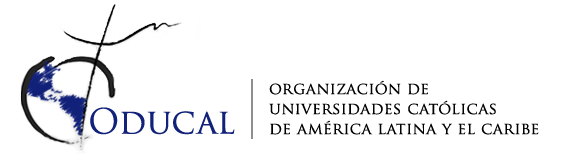 ODUCAL
ORGANIZACIÓN DE
UNIVERSIDADES CATÓLICAS
DE AMÉRICA LATINA Y EL CARIBE